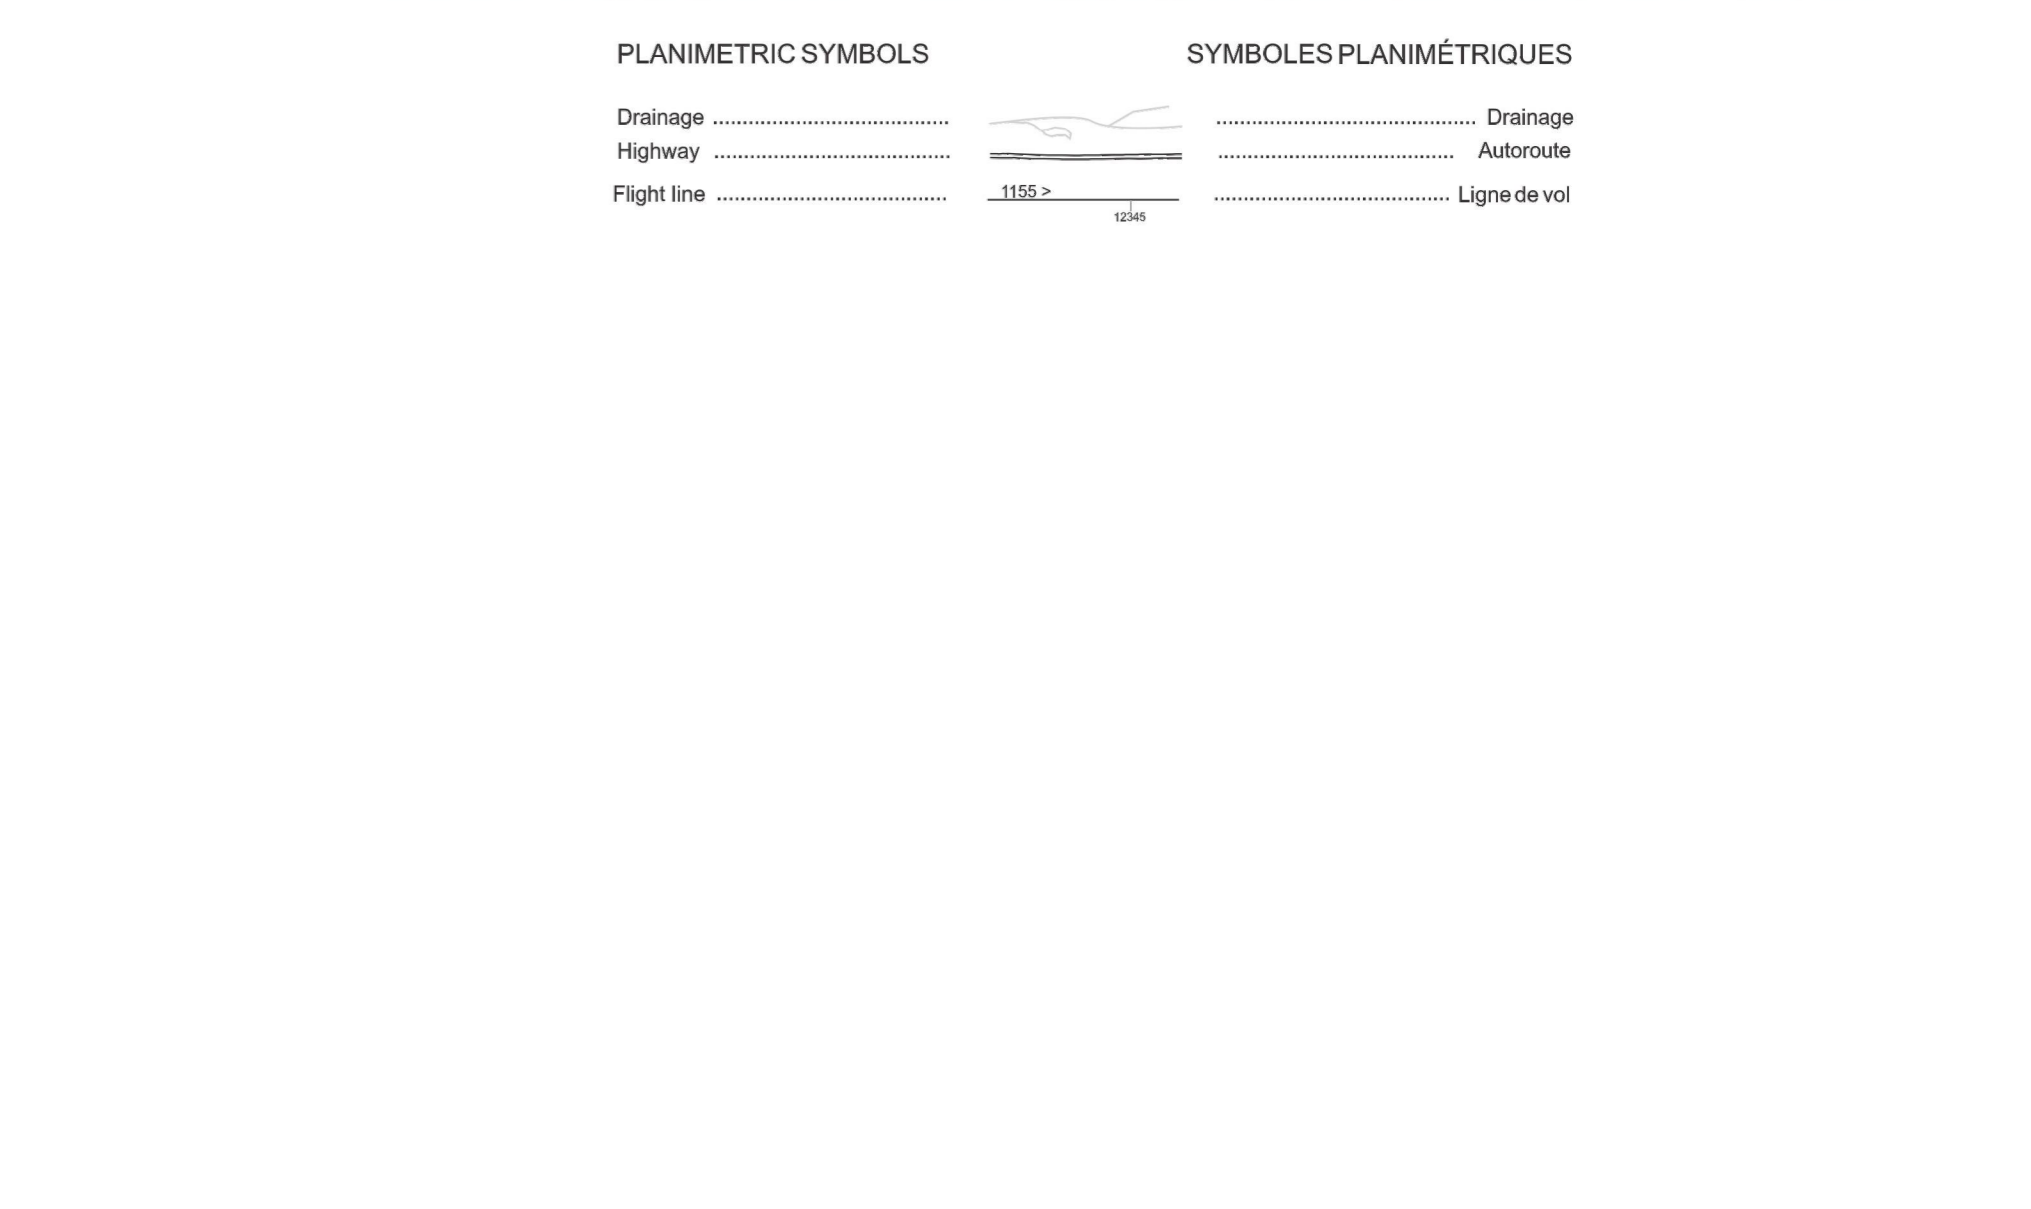 PLANIMETRIC SYMBOLS SYMBOLES PLANIMÉTRIQUES
Drainage ........................................ ............................................ Drainage
Highway ........................................ ........................................ Autoroute
Flight line ....................................... 1155 > ........................................ Ligne de vol
12345